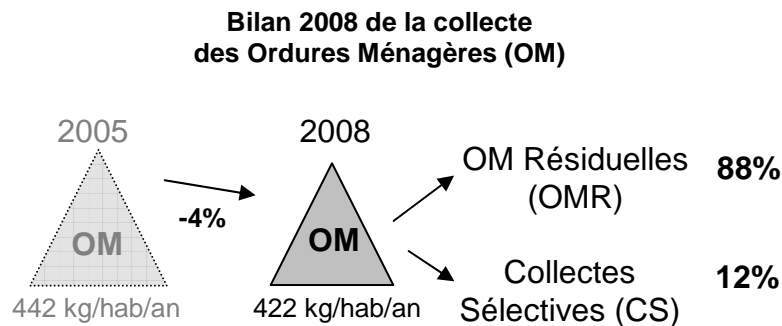 Bilan 2008 de la collecte
des Ordures Ménagères (OM)
2005
OM
442 kg/hab/an
-4%
2008
OM
422 kg/hab/an
OM Résiduelles
(OMR)
88%
Collectes
Sélectives (CS)
12%